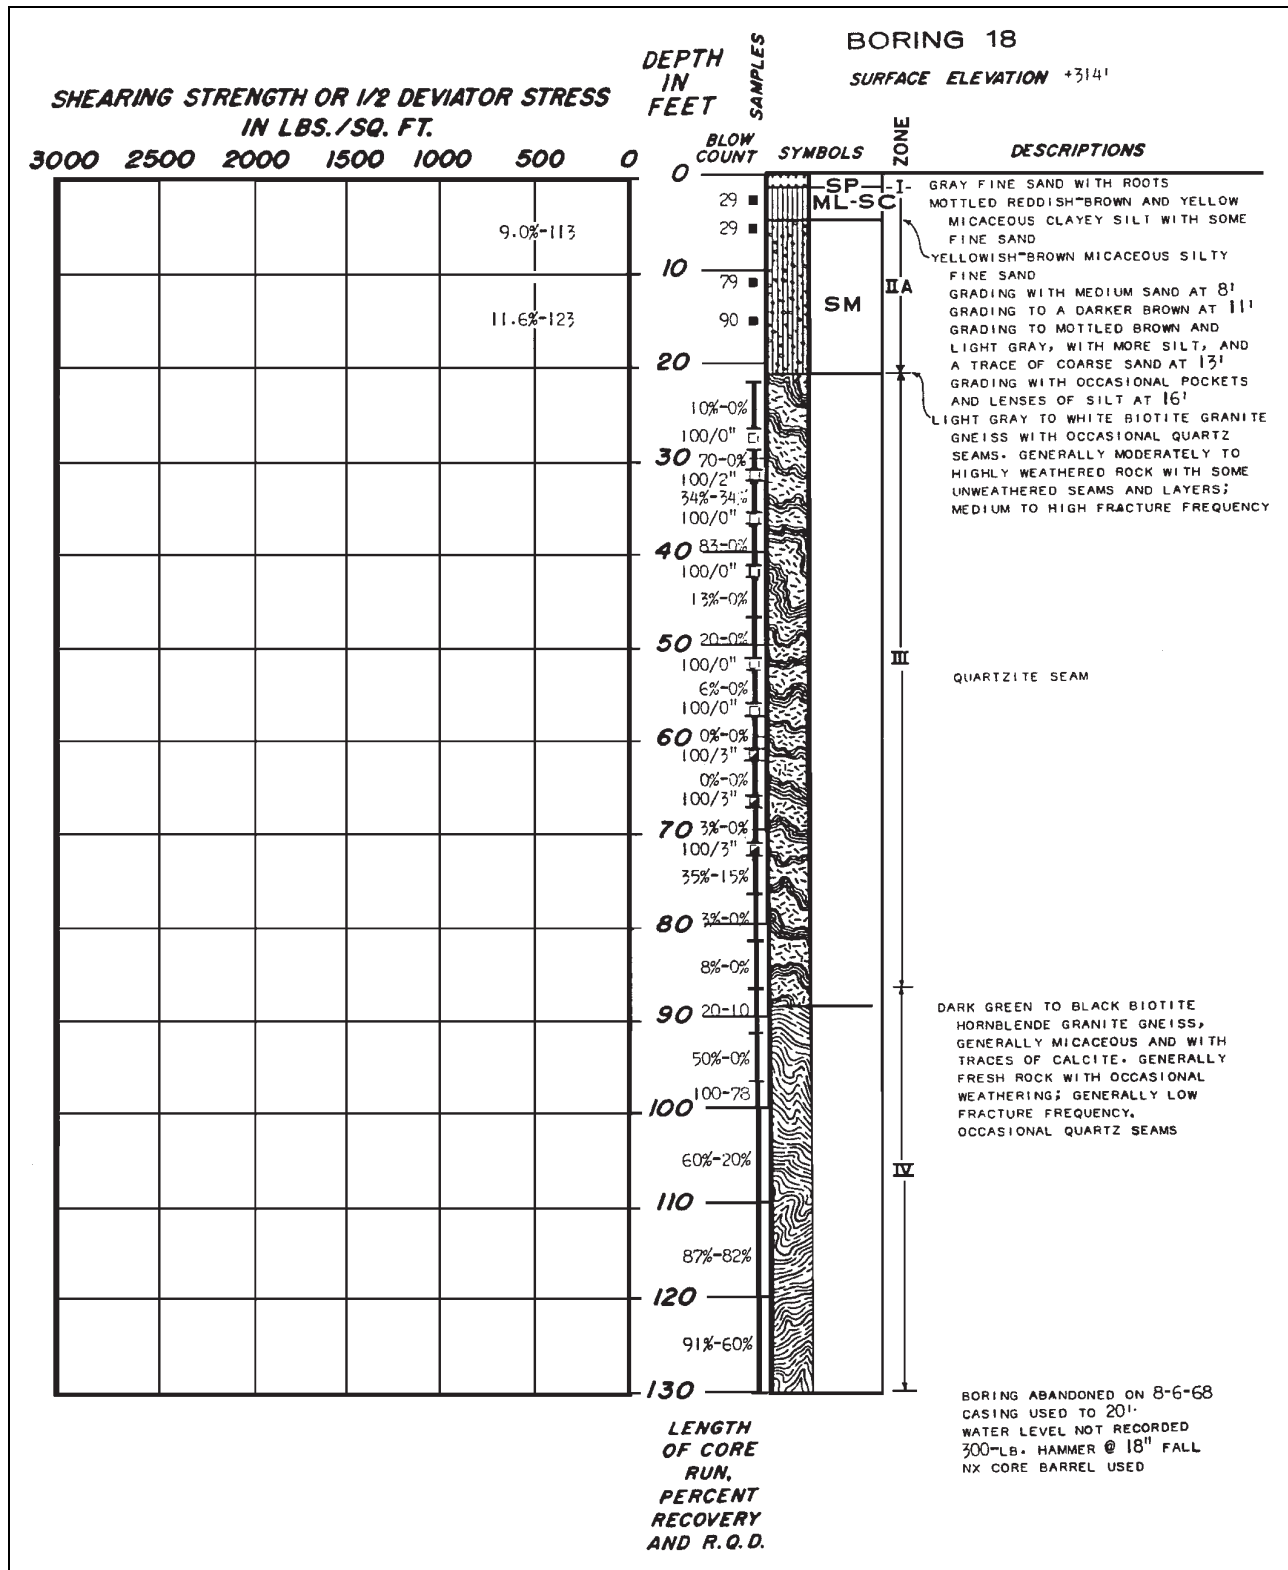 BORING 18
SURFACE ELEVATION +314'
SHEARING STRENGTH OR 1/2 DEVIATOR STRESS
IN LBS./SQ. FT.
3000 2500 2000 1500 1000 500 0
DEPTH
IN
FEET
SAMPLES
BLOW
COUNT
SYMBOLS
ZONE
DESCRIPTIONS
0
29
29
10
79
90
20
10%-0%
100/0"
30 70-0%
100/2"
34%-34%
100/0"
40 83-0%
100/0"
13%-0%
50 20-0%
100/0"
6%-0%
100/0"
60 0%-0%
100/3"
0%-0%
100/3"
70 3%-0%
100/3"
35%-15%
80 3%-0%
8%-0%
90 20-10
50%-0%
100-78
100
60%-20%
110
87%-82%
120
91%-60%
130
9.0%-113
11.6%-123
SP
ML-SC
SM
I
IIA
III
IV
GRAY FINE SAND WITH ROOTS
MOTTLED REDDISH-BROWN AND YELLOW
MICACEOUS CLAYEY SILT WITH SOME
FINE SAND
YELLOWISH-BROWN MICACEOUS SILTY
FINE SAND
GRADING WITH MEDIUM SAND AT 8'
GRADING TO A DARKER BROWN AT 11'
GRADING TO MOTTLED BROWN AND
LIGHT GRAY, WITH MORE SILT, AND
A TRACE OF COARSE SAND AT 13'
GRADING WITH OCCASIONAL POCKETS
AND LENSES OF SILT AT 16'
LIGHT GRAY TO WHITE BIOTITE GRANITE
GNEISS WITH OCCASIONAL QUARTZ
SEAMS. GENERALLY MODERATELY TO
HIGHLY WEATHERED ROCK WITH SOME
UNWEATHERED SEAMS AND LAYERS;
MEDIUM TO HIGH FRACTURE FREQUENCY
QUARTZITE SEAM
DARK GREEN TO BLACK BIOTITE
HORNBLENDE GRANITE GNEISS,
GENERALLY MICACEOUS AND WITH
TRACES OF CALCITE. GENERALLY
FRESH ROCK WITH OCCASIONAL
WEATHERING; GENERALLY LOW
FRACTURE FREQUENCY.
OCCASIONAL QUARTZ SEAMS
BORING ABANDONED ON 8-6-68
CASING USED TO 20'.
WATER LEVEL NOT RECORDED
300-LB. HAMMER @ 18" FALL
NX CORE BARREL USED
LENGTH
OF CORE
RUN,
PERCENT
RECOVERY
AND R.Q.D.